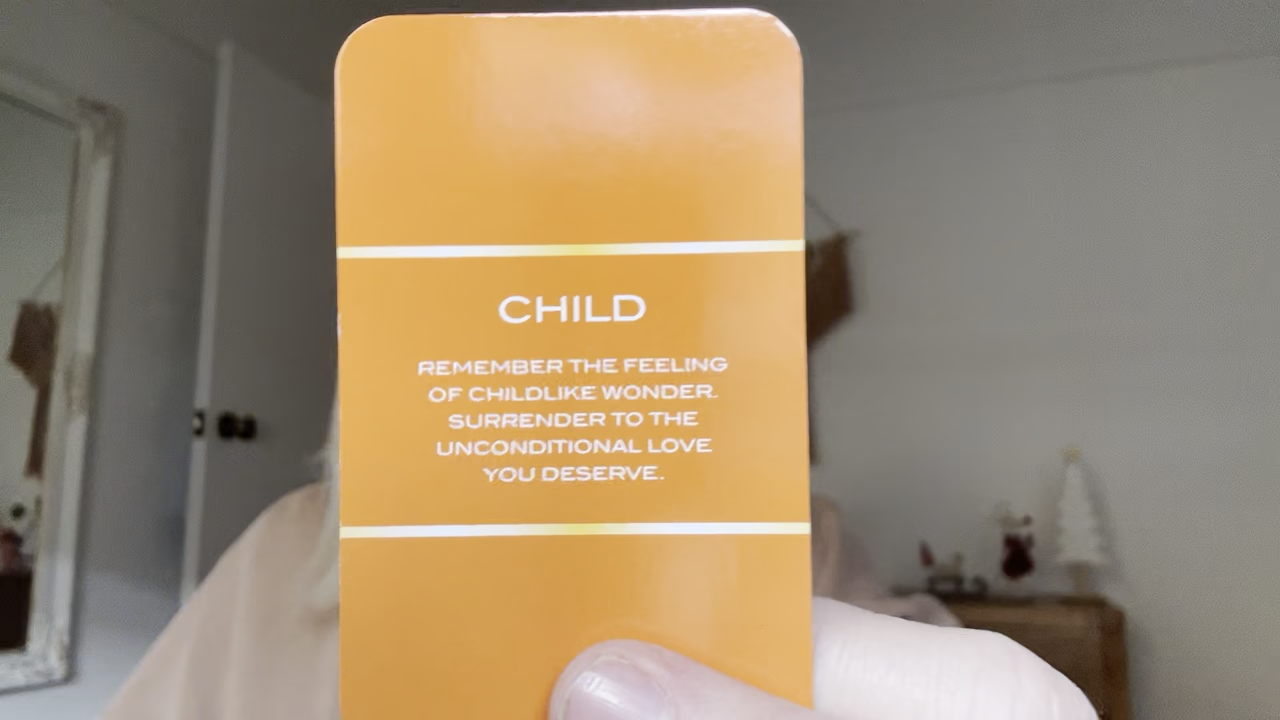 CHILD
REMEMBER THE FEELING
OF CHILDLIKE WONDER.
SURRENDER TO THE
UNCONDITIONAL LOVE
YOU DESERVE.